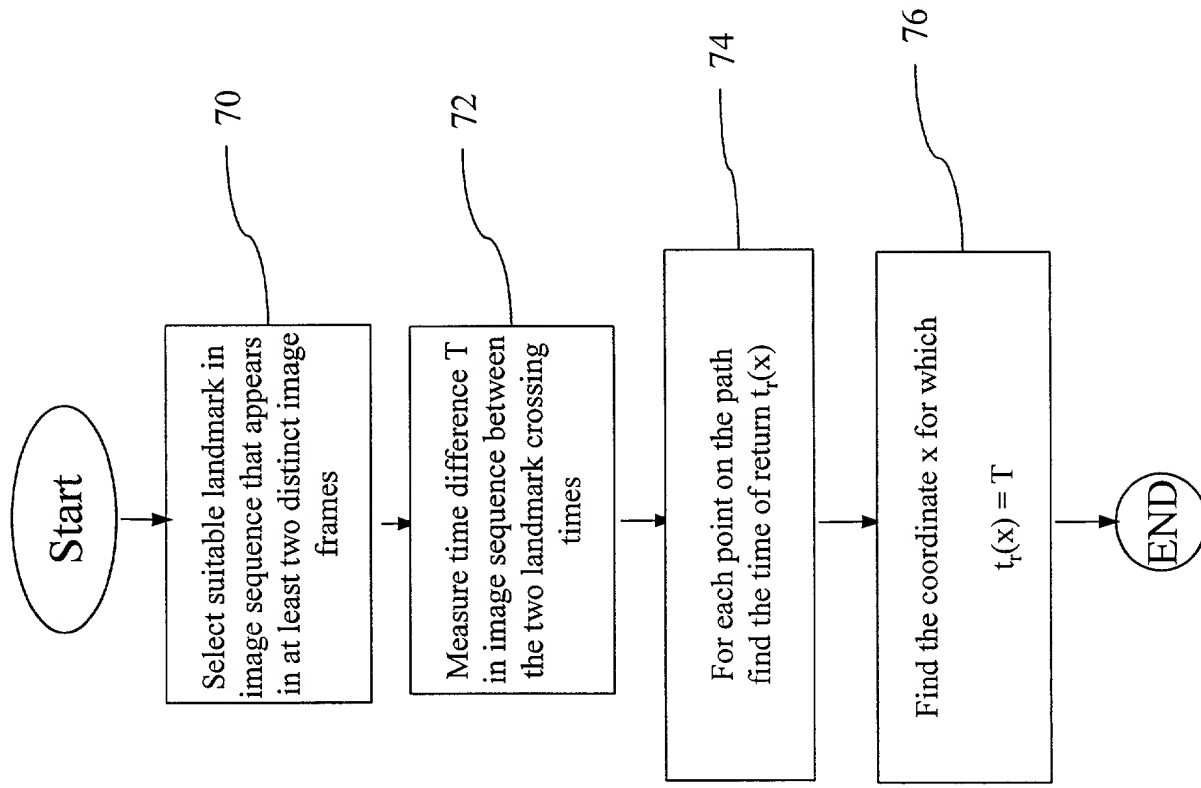 Start
Select suitable landmark in
image sequence that appears
in at least two distinct image
frames
70
Measure time difference T
in image sequence between
the two landmark crossing
times
72
For each point on the path
find the time of return tᵣ(x)
74
Find the coordinate x for which
tᵣ(x) = T
76
END